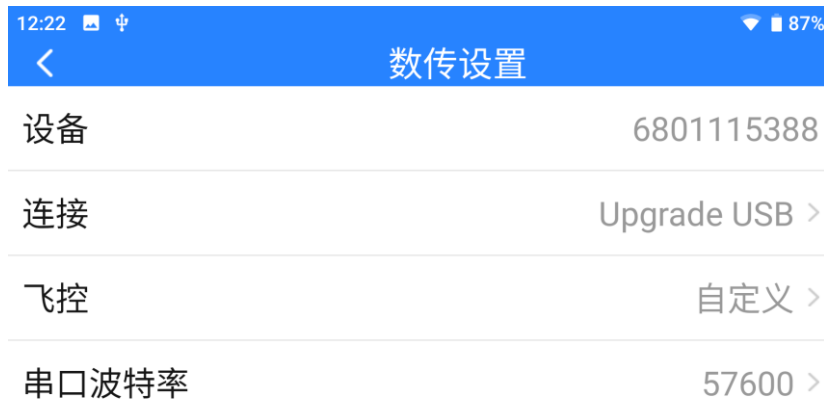 12:22 87%
数传设置
设备 6801115388
连接 Upgrade USB
飞控 自定义
串口波特率 57600